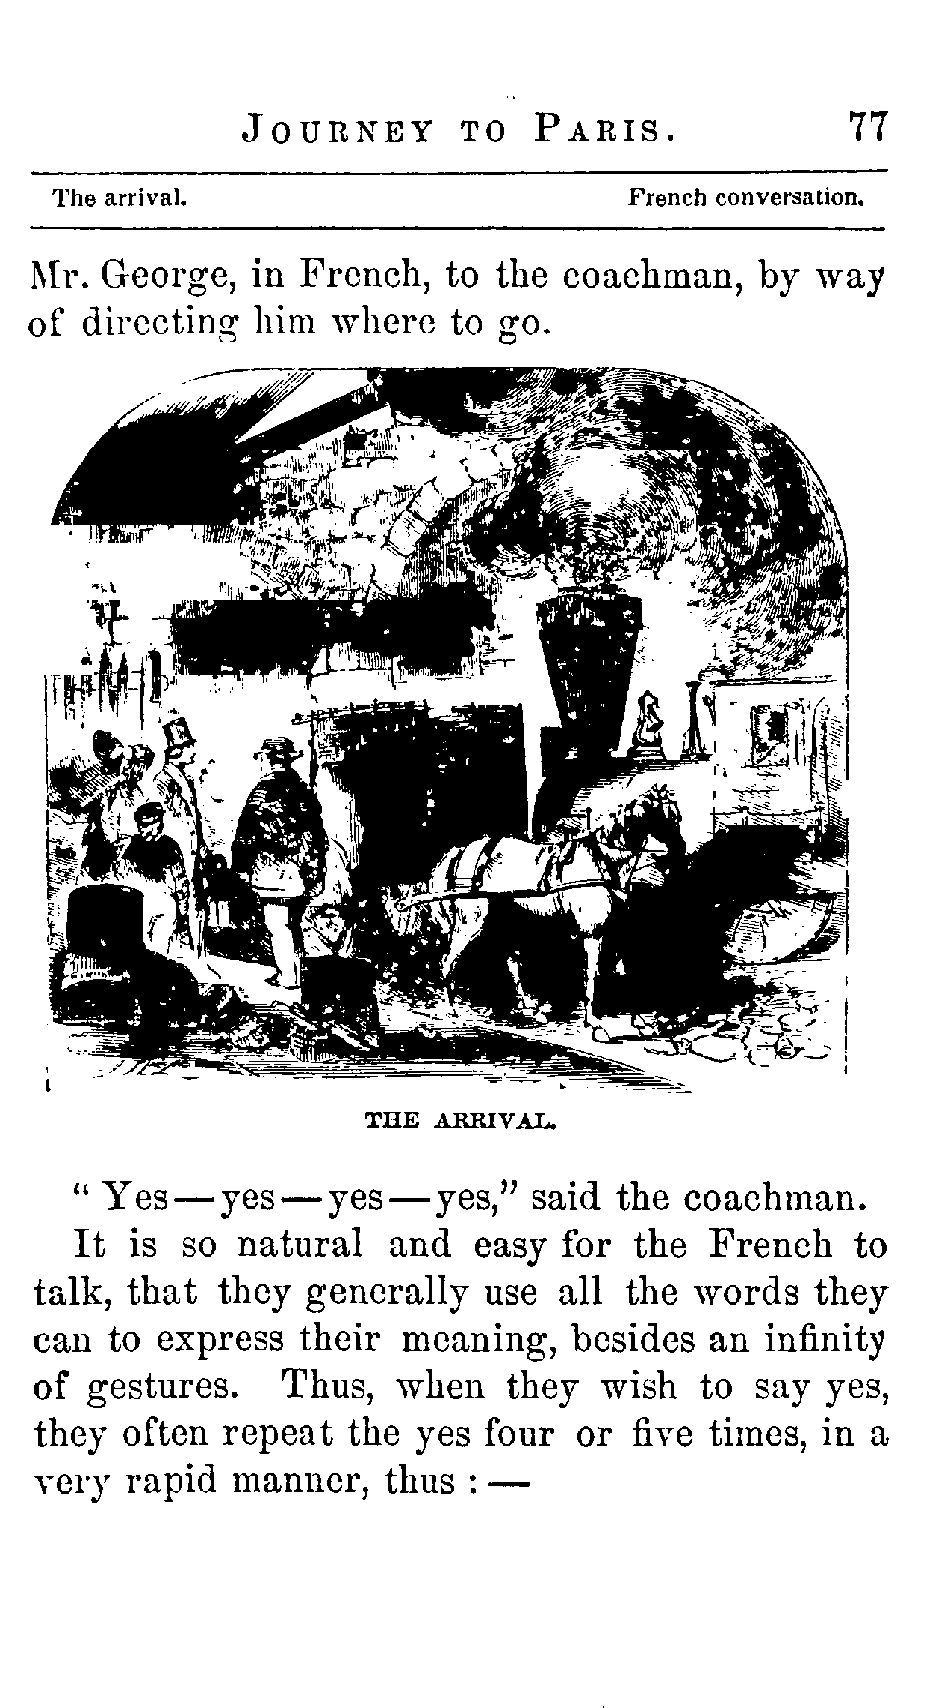 JOURNEY TO PARIS. 77
The arrival. French conversation.
Mr. George, in French, to the coachman, by way
of directing him where to go.
THE ARRIVAL.
“ Yes—yes—yes—yes,” said the coachman.
It is so natural and easy for the French to
talk, that they generally use all the words they
can to express their meaning, besides an infinity
of gestures. Thus, when they wish to say yes,
they often repeat the yes four or five times, in a
very rapid manner, thus : —